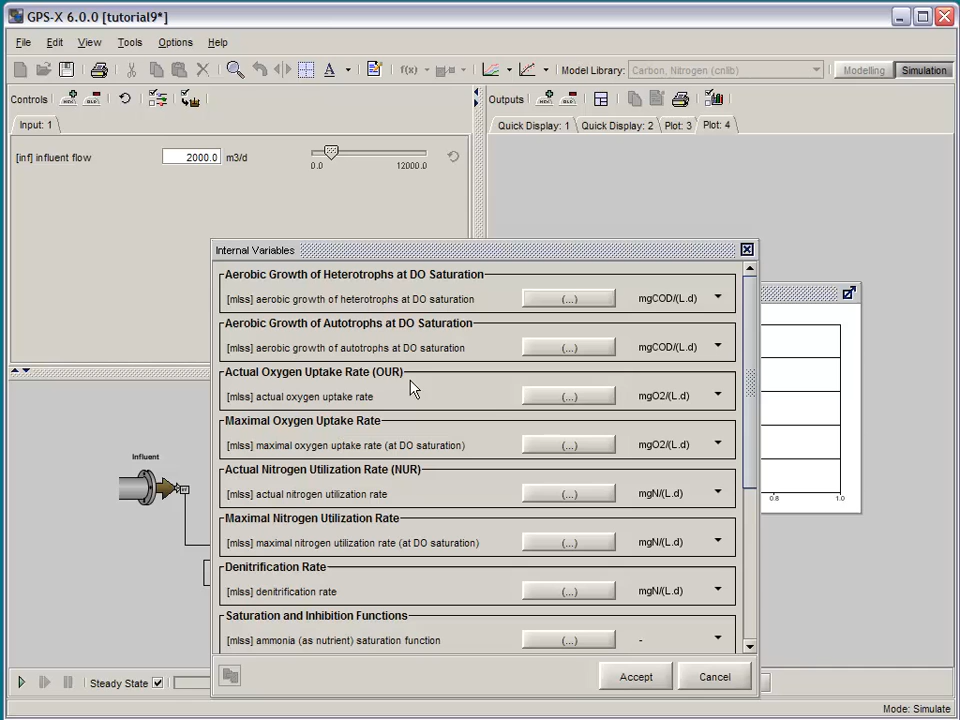 GPS-X 6.0.0 [tutorial9*]
File Edit View Tools Options Help
A f(x) Model Library: Carbon, Nitrogen (cnlib) Modelling Simulation
Controls Outputs
Input: 1 Quick Display: 1 Quick Display: 2 Plot: 3 Plot: 4
[inf] influent flow 2000.0 m3/d
0.0 12000.0
Internal Variables
Aerobic Growth of Heterotrophs at DO Saturation
[mlss] aerobic growth of heterotrophs at DO saturation (...) mgCOD/(L.d)
Aerobic Growth of Autotrophs at DO Saturation
[mlss] aerobic growth of autotrophs at DO saturation (...) mgCOD/(L.d)
Actual Oxygen Uptake Rate (OUR)
[mlss] actual oxygen uptake rate (...) mgO2/(L.d)
Maximal Oxygen Uptake Rate
[mlss] maximal oxygen uptake rate (at DO saturation) (...) mgO2/(L.d)
Actual Nitrogen Utilization Rate (NUR)
[mlss] actual nitrogen utilization rate (...) mgN/(L.d)
Maximal Nitrogen Utilization Rate
[mlss] maximal nitrogen utilization rate (at DO saturation) (...) mgN/(L.d)
Denitrification Rate
[mlss] denitrification rate (...) mgN/(L.d)
Saturation and Inhibition Functions
[mlss] ammonia (as nutrient) saturation function (...) -
Accept Cancel
Influent
0.8 1.0
Steady State
Mode: Simulate